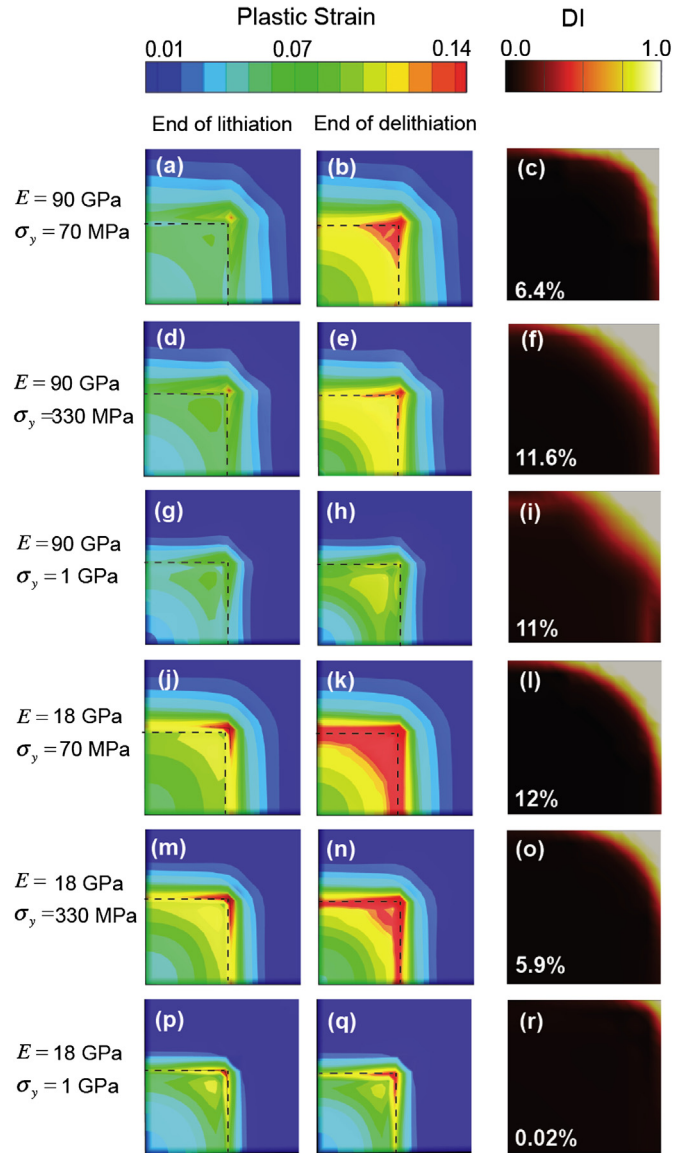 Plastic Strain DI
0.01 0.07 0.14 0.0 1.0
End of lithiation End of delithiation
(a) (b) (c)
E = 90 GPa
σy = 70 MPa
6.4%
(d) (e) (f)
E = 90 GPa
σy =330 MPa
11.6%
(g) (h) (i)
E = 90 GPa
σy = 1 GPa
11%
(j) (k) (l)
E = 18 GPa
σy = 70 MPa
12%
(m) (n) (o)
E = 18 GPa
σy = 330 MPa
5.9%
(p) (q) (r)
E = 18 GPa
σy = 1 GPa
0.02%